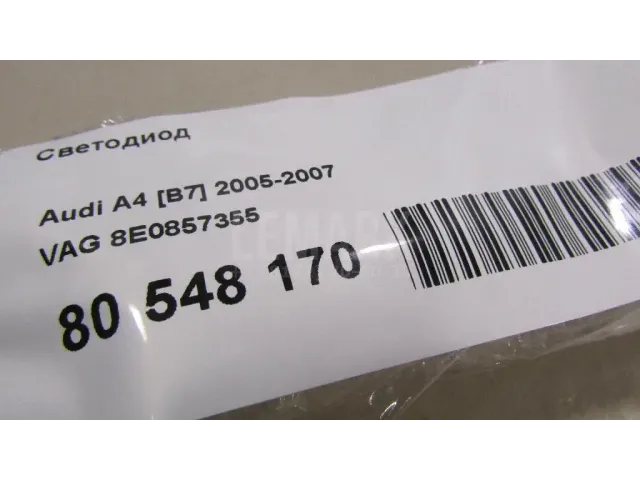 Светодиод
Audi A4 [B7] 2005-2007
VAG 8E0857355
80 548 170